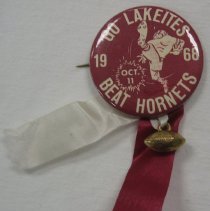 GO LAKEITES
19 68
OCT.
11
BEAT HORNETS